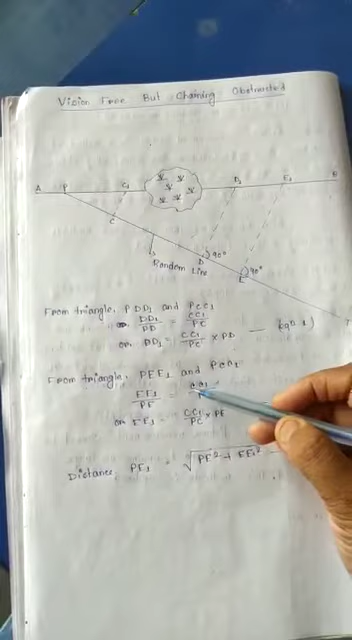 Vision Free But Chaining Obstructed
A P C1 D1 E1 B
C
D 90°
E 90°
Random Line
From triangle, PDD1 and PCC1
or DD1/PD = CC1/PC
or DD1 = CC1/PC × PD — (eqn 1)
From triangle, PEE1 and PCC1
EE1/PE = CC1
or EE1 = CC1/PC × PE
Distance PE1 = √PE² + EE1²